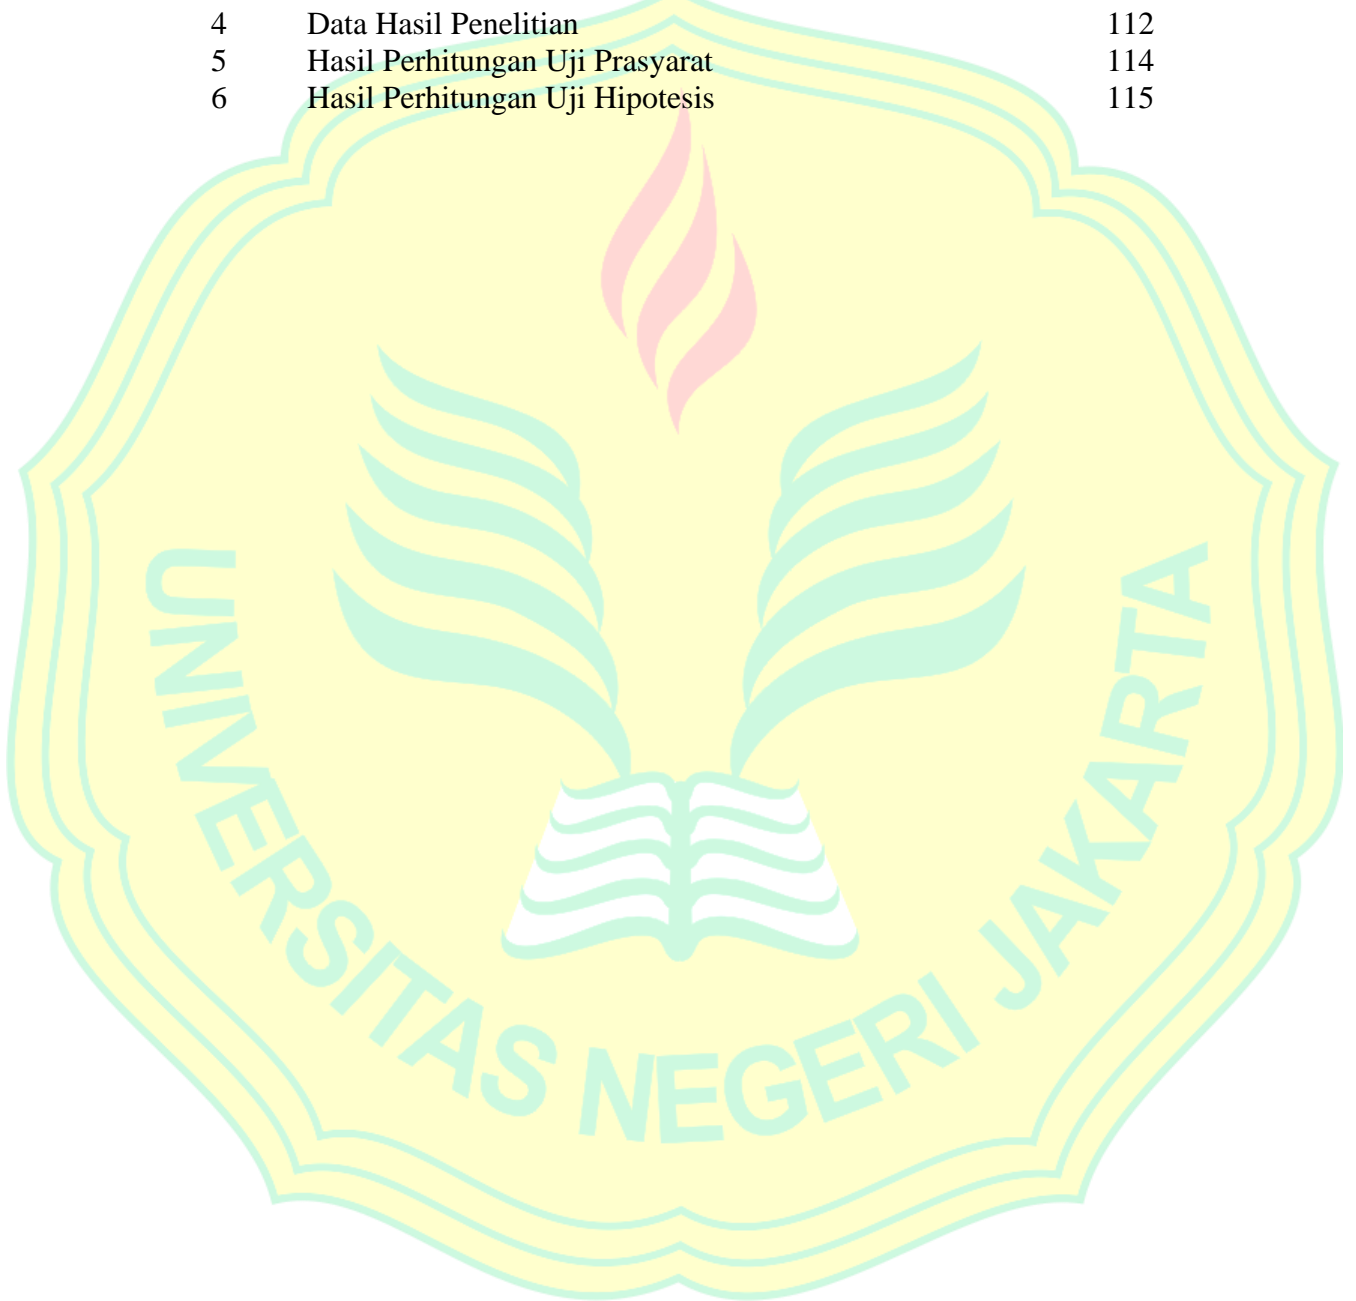 4 Data Hasil Penelitian 112
5 Hasil Perhitungan Uji Prasyarat 114
6 Hasil Perhitungan Uji Hipotesis 115
UNIVERSITAS NEGERI JAKARTA